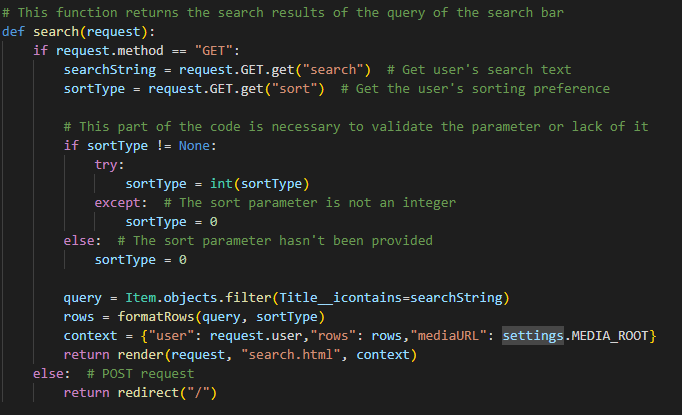 # This function returns the search results of the query of the search bar
def search(request):
    if request.method == "GET":
        searchString = request.GET.get("search")  # Get user's search text
        sortType = request.GET.get("sort")  # Get the user's sorting preference

        # This part of the code is necessary to validate the parameter or lack of it
        if sortType != None:
            try:
                sortType = int(sortType)
            except:  # The sort parameter is not an integer
                sortType = 0
        else:  # The sort parameter hasn't been provided
            sortType = 0

        query = Item.objects.filter(Title__icontains=searchString)
        rows = formatRows(query, sortType)
        context = {"user": request.user,"rows": rows,"mediaURL": settings.MEDIA_ROOT}
        return render(request, "search.html", context)
    else:  # POST request
        return redirect("/")